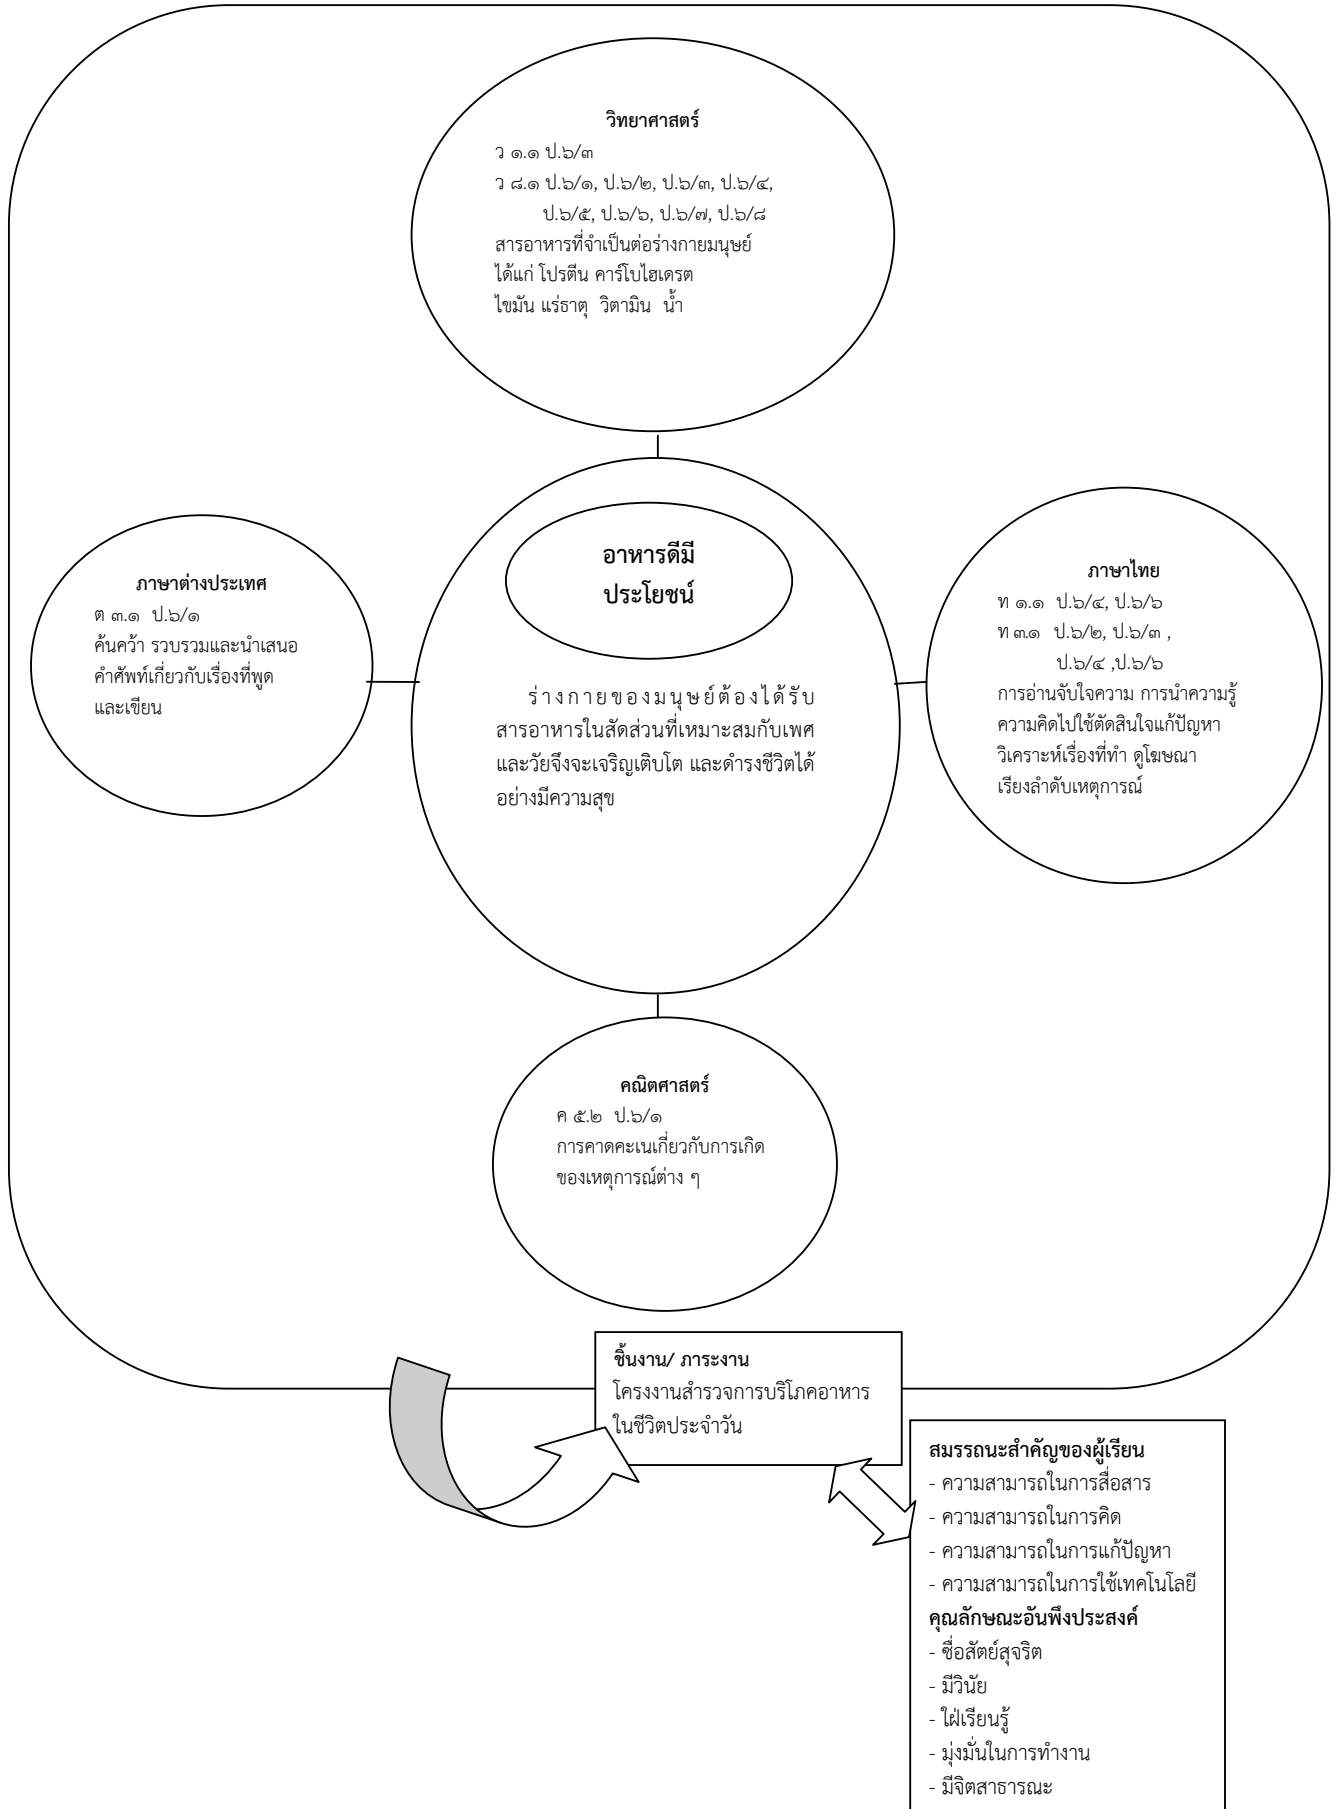 วิทยาศาสตร์
ว ๑.๑ ป.๖/๓
ว ๘.๑ ป.๖/๑, ป.๖/๒, ป.๖/๓, ป.๖/๔,
ป.๖/๕, ป.๖/๖, ป.๖/๗, ป.๖/๘
สารอาหารที่จำเป็นต่อร่างกายมนุษย์
ได้แก่ โปรตีน คาร์โบไฮเดรต
ไขมัน แร่ธาตุ วิตามิน น้ำ
อาหารดีมี
ประโยชน์
ร่างกายของมนุษย์ต้องได้รับ
สารอาหารในสัดส่วนที่เหมาะสมกับเพศ
และวัยจึงจะเจริญเติบโต และดำรงชีวิตได้
อย่างมีความสุข
ภาษาต่างประเทศ
ต ๓.๑ ป.๖/๑
ค้นคว้า รวบรวมและนำเสนอ
คำศัพท์เกี่ยวกับเรื่องที่พูด
และเขียน
ภาษาไทย
ท ๑.๑ ป.๖/๔, ป.๖/๖
ท ๓.๑ ป.๖/๒, ป.๖/๓ ,
ป.๖/๔ ,ป.๖/๖
การอ่านจับใจความ การนำความรู้
ความคิดไปใช้ตัดสินใจแก้ปัญหา
วิเคราะห์เรื่องที่ทำ ดูโฆษณา
เรียงลำดับเหตุการณ์
คณิตศาสตร์
ค ๕.๒ ป.๖/๑
การคาดคะเนเกี่ยวกับการเกิด
ของเหตุการณ์ต่าง ๆ
ชิ้นงาน/ ภาระงาน
โครงงานสำรวจการบริโภคอาหาร
ในชีวิตประจำวัน
สมรรถนะสำคัญของผู้เรียน
- ความสามารถในการสื่อสาร
- ความสามารถในการคิด
- ความสามารถในการแก้ปัญหา
- ความสามารถในการใช้เทคโนโลยี
คุณลักษณะอันพึงประสงค์
- ซื่อสัตย์สุจริต
- มีวินัย
- ใฝ่เรียนรู้
- มุ่งมั่นในการทำงาน
- มีจิตสาธารณะ